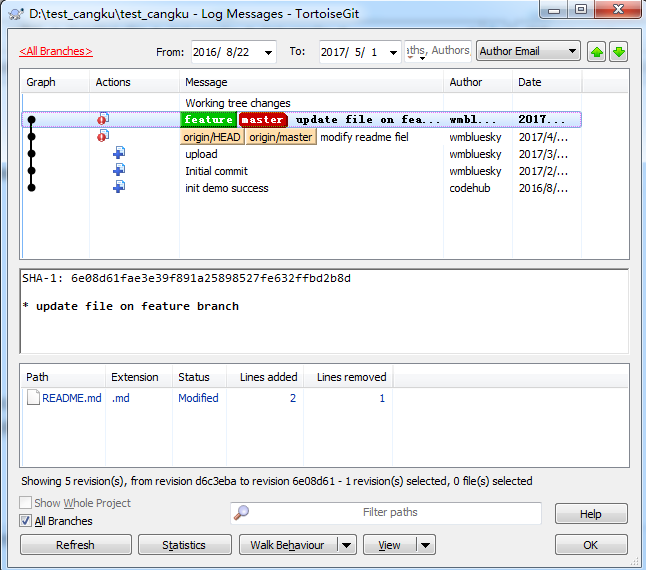 D:\test_cangku\test_cangku - Log Messages - TortoiseGit
<All Branches> From: 2016/ 8/22 To: 2017/ 5/ 1 aths, Authors, Author Email
Graph Actions Message Author Date
Working tree changes
feature master update file on fea... wmbl... 2017...
origin/HEAD origin/master modify readme fiel wmbluesky 2017/4/...
upload wmbluesky 2017/3/...
Initial commit wmbluesky 2017/2/...
init demo success codehub 2016/8/...
SHA-1: 6e08d61fae3e39f891a25898527fe632ffbd2b8d
* update file on feature branch
Path Extension Status Lines added Lines removed
README.md .md Modified 2 1
Showing 5 revision(s), from revision d6c3eba to revision 6e08d61 - 1 revision(s) selected, 0 file(s) selected
Show Whole Project
All Branches
Filter paths
Help
Refresh Statistics Walk Behaviour View OK